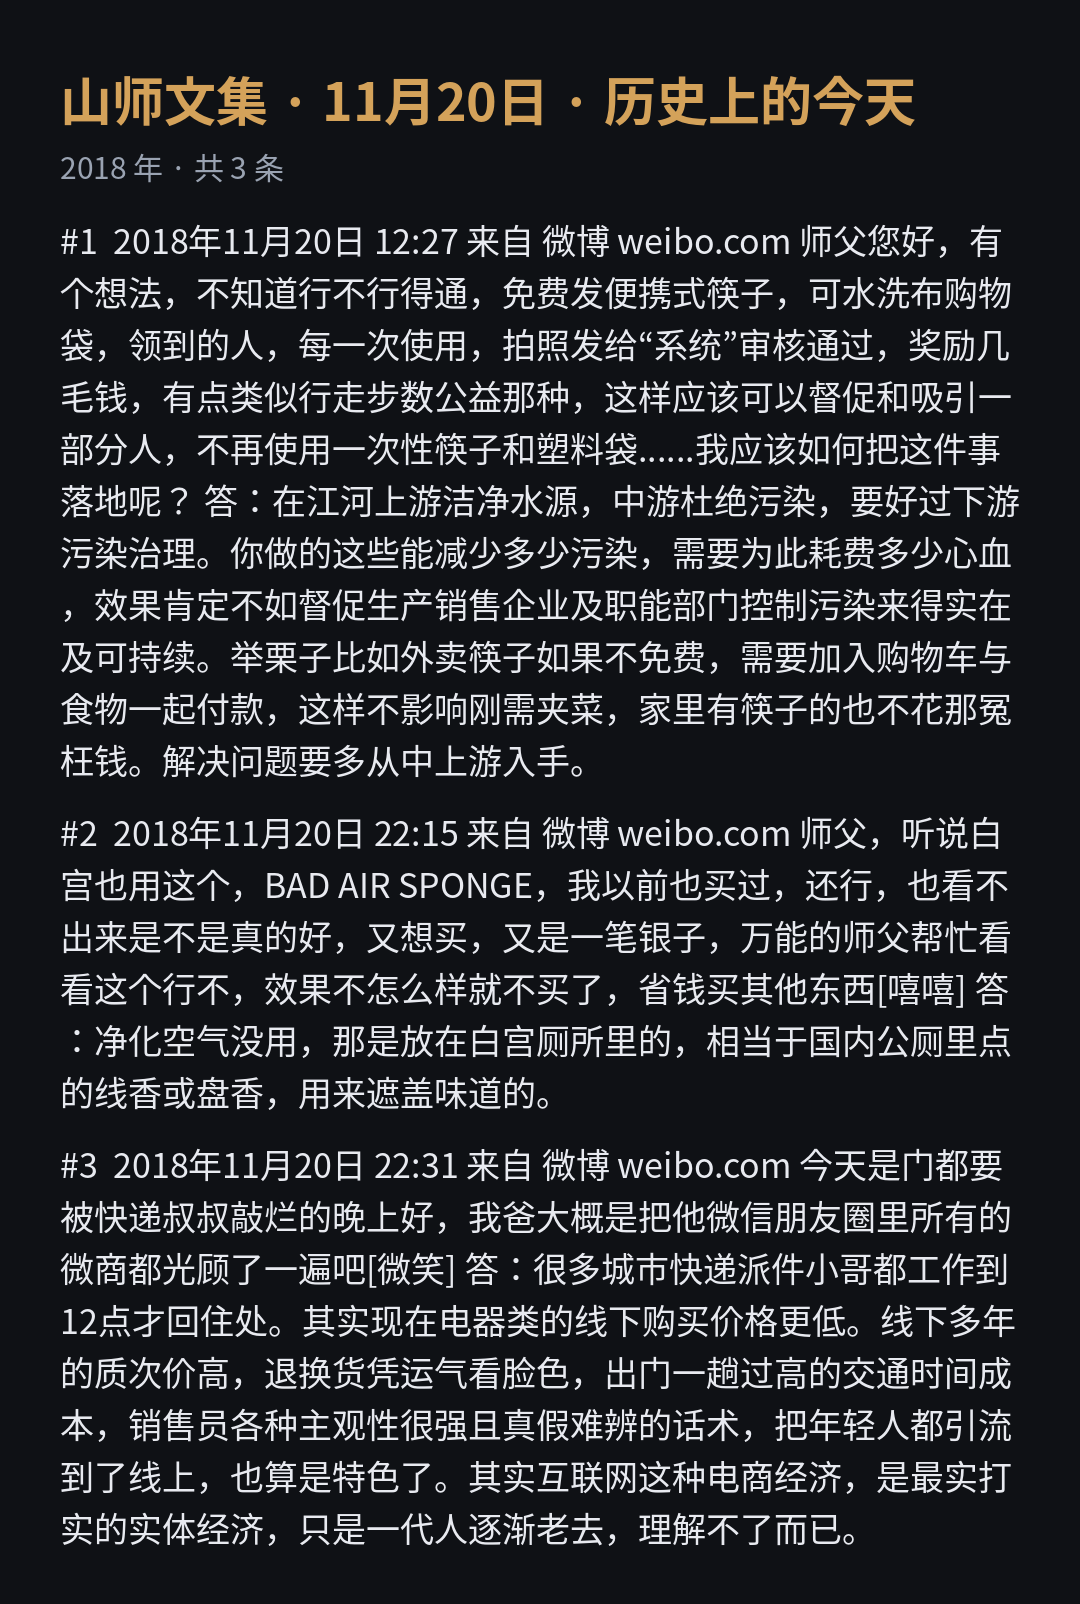 山师文集 · 11月20日 · 历史上的今天
2018 年 · 共 3 条
#1 2018年11月20日 12:27 来自 微博 weibo.com 师父您好，有
个想法，不知道行不行得通，免费发便携式筷子，可水洗布购物
袋，领到的人，每一次使用，拍照发给“系统”审核通过，奖励几
毛钱，有点类似行走步数公益那种，这样应该可以督促和吸引一
部分人，不再使用一次性筷子和塑料袋......我应该如何把这件事
落地呢？ 答：在江河上游洁净水源，中游杜绝污染，要好过下游
污染治理。你做的这些能减少多少污染，需要为此耗费多少心血
，效果肯定不如督促生产销售企业及职能部门控制污染来得实在
及可持续。举栗子比如外卖筷子如果不免费，需要加入购物车与
食物一起付款，这样不影响刚需夹菜，家里有筷子的也不花那冤
枉钱。解决问题要多从中上游入手。
#2 2018年11月20日 22:15 来自 微博 weibo.com 师父，听说白
宫也用这个，BAD AIR SPONGE，我以前也买过，还行，也看不
出来是不是真的好，又想买，又是一笔银子，万能的师父帮忙看
看这个行不，效果不怎么样就不买了，省钱买其他东西[嘻嘻] 答
：净化空气没用，那是放在白宫厕所里的，相当于国内公厕里点
的线香或盘香，用来遮盖味道的。
#3 2018年11月20日 22:31 来自 微博 weibo.com 今天是门都要
被快递叔叔敲烂的晚上好，我爸大概是把他微信朋友圈里所有的
微商都光顾了一遍吧[微笑] 答：很多城市快递派件小哥都工作到
12点才回住处。其实现在电器类的线下购买价格更低。线下多年
的质次价高，退换货凭运气看脸色，出门一趟过高的交通时间成
本，销售员各种主观性很强且真假难辨的话术，把年轻人都引流
到了线上，也算是特色了。其实互联网这种电商经济，是最实打
实的实体经济，只是一代人逐渐老去，理解不了而已。